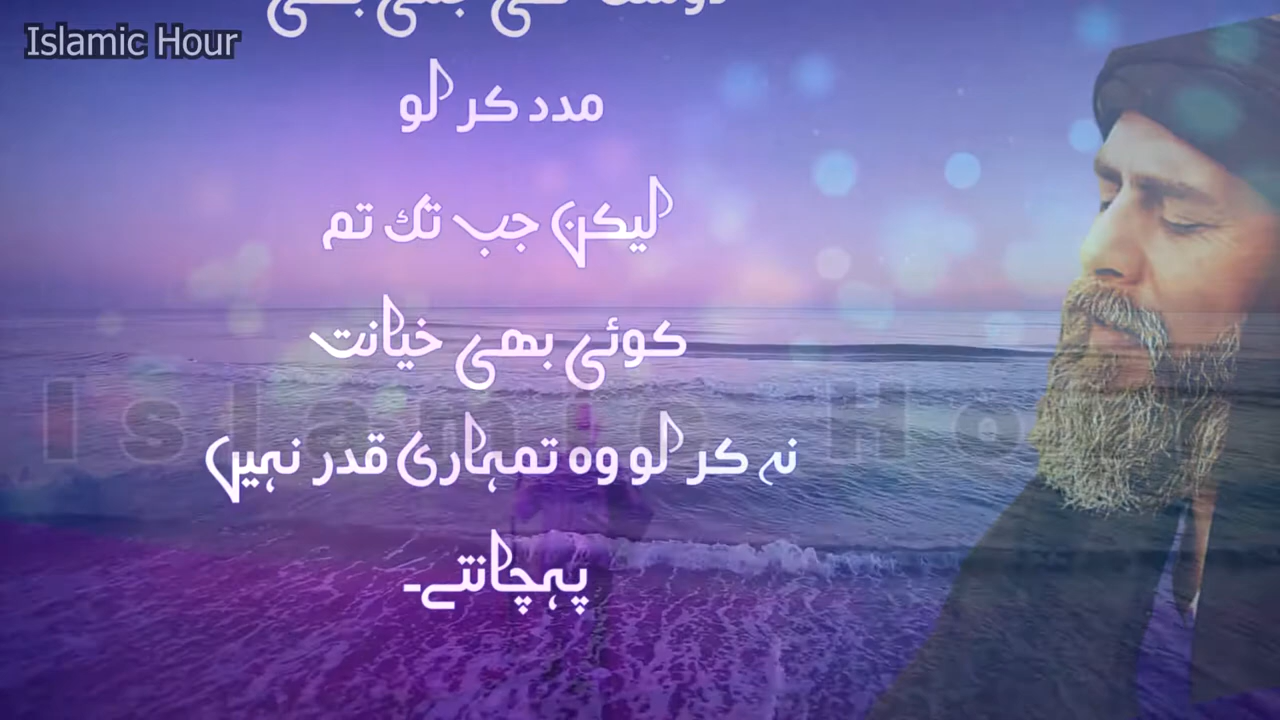 Islamic Hour
مدد کر لو
لیکن جب تک تم
کوئی بھی خیانت
نہ کر لو وہ تمہاری قدر نہیں
پہچانتے۔